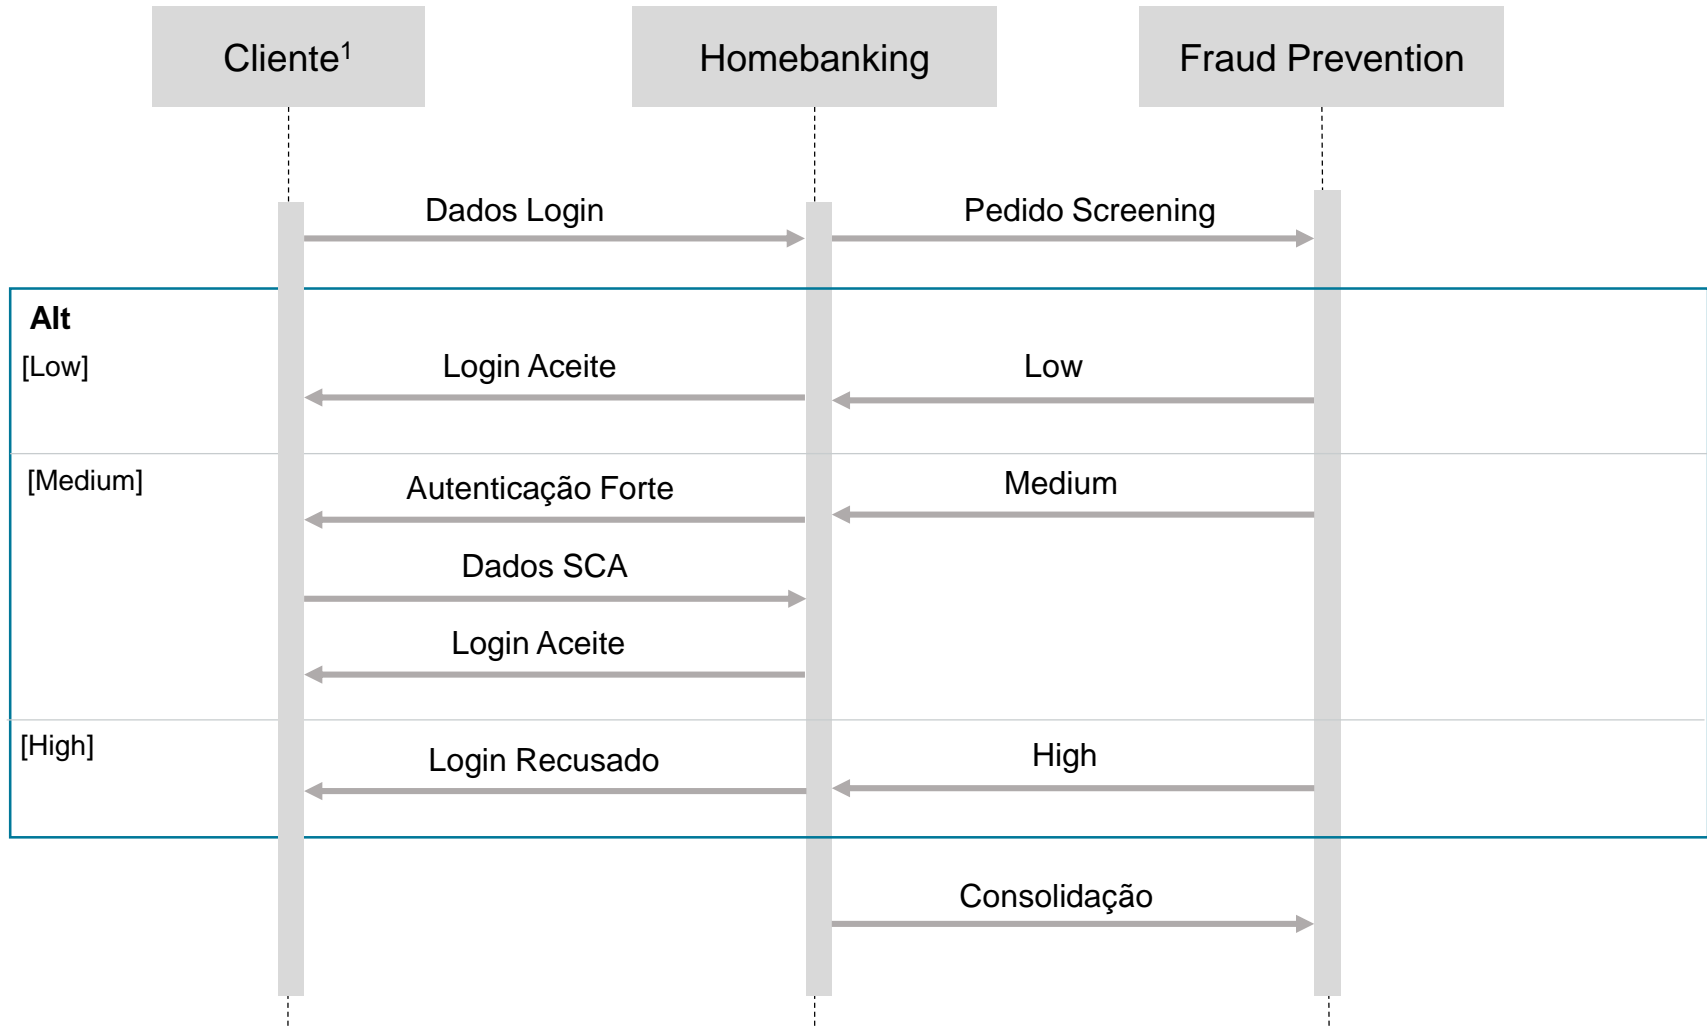 Cliente¹
Homebanking
Fraud Prevention
Dados Login
Pedido Screening
Alt
[Low]
Login Aceite
Low
[Medium]
Autenticação Forte
Medium
Dados SCA
Login Aceite
[High]
Login Recusado
High
Consolidação